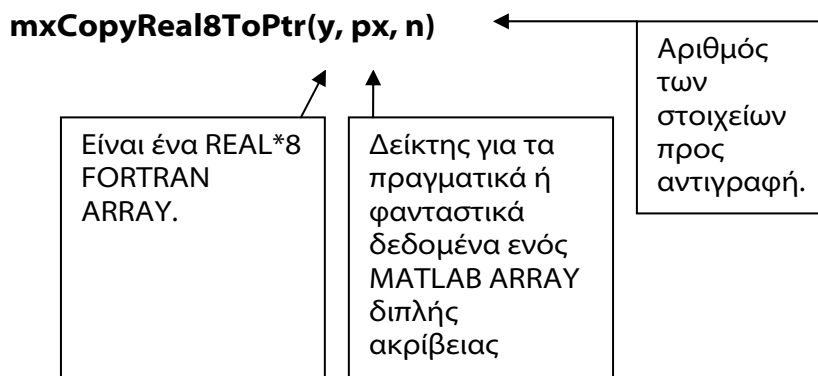 mxCopyReal8ToPtr(y, px, n)
Αριθμός
των
στοιχείων
προς
αντιγραφή.
Είναι ένα REAL*8
FORTRAN
ARRAY.
Δείκτης για τα
πραγματικά ή
φανταστικά
δεδομένα ενός
MATLAB ARRAY
διπλής
ακρίβειας